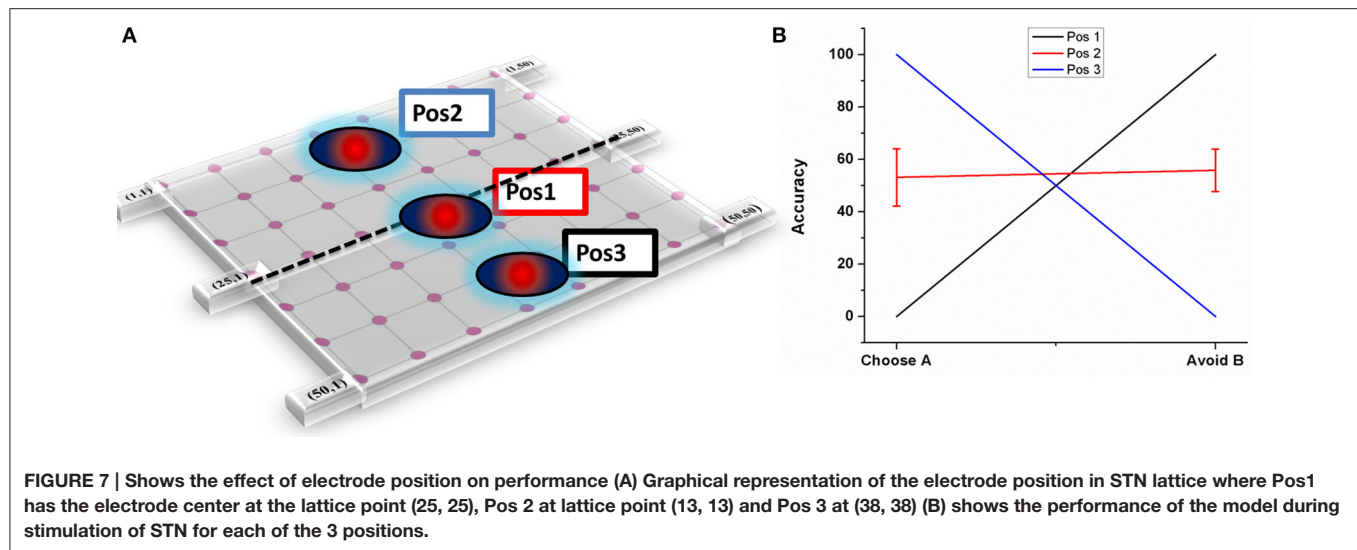 A
(1,50)
Pos2
(25,50)
(1,1)
Pos1
(50,50)
Pos3
(25,1)
(50,1)
B
Pos 1
Pos 2
Pos 3
Accuracy
100
80
60
40
20
0
Choose A
Avoid B
FIGURE 7 | Shows the effect of electrode position on performance (A) Graphical representation of the electrode position in STN lattice where Pos1
has the electrode center at the lattice point (25, 25), Pos 2 at lattice point (13, 13) and Pos 3 at (38, 38) (B) shows the performance of the model during
stimulation of STN for each of the 3 positions.